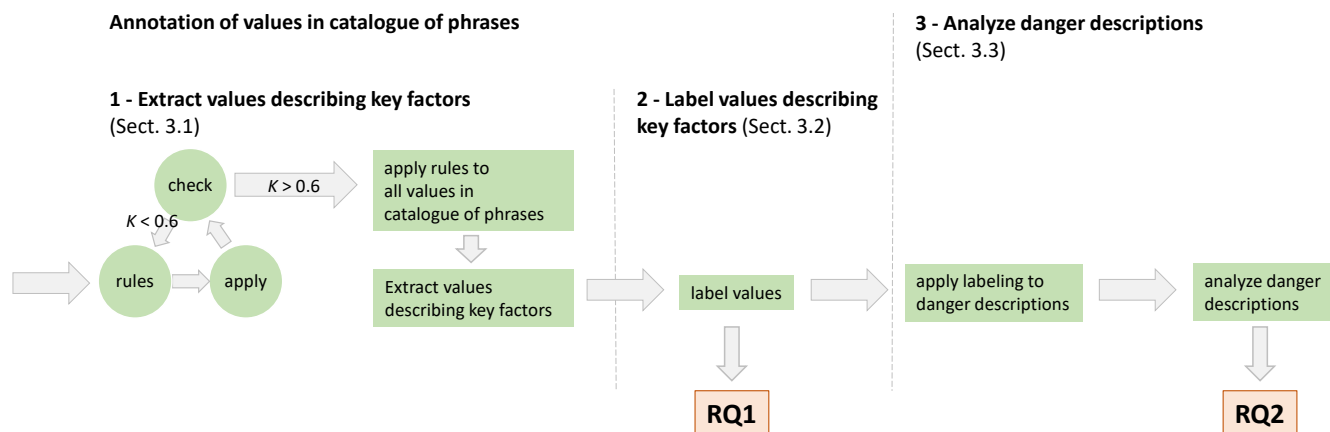 Annotation of values in catalogue of phrases
3 - Analyze danger descriptions
(Sect. 3.3)
1 - Extract values describing key factors
(Sect. 3.1)
2 - Label values describing
key factors (Sect. 3.2)
check
K > 0.6
K < 0.6
rules
apply
apply rules to
all values in
catalogue of phrases
Extract values
describing key factors
label values
apply labeling to
danger descriptions
analyze danger
descriptions
RQ1
RQ2